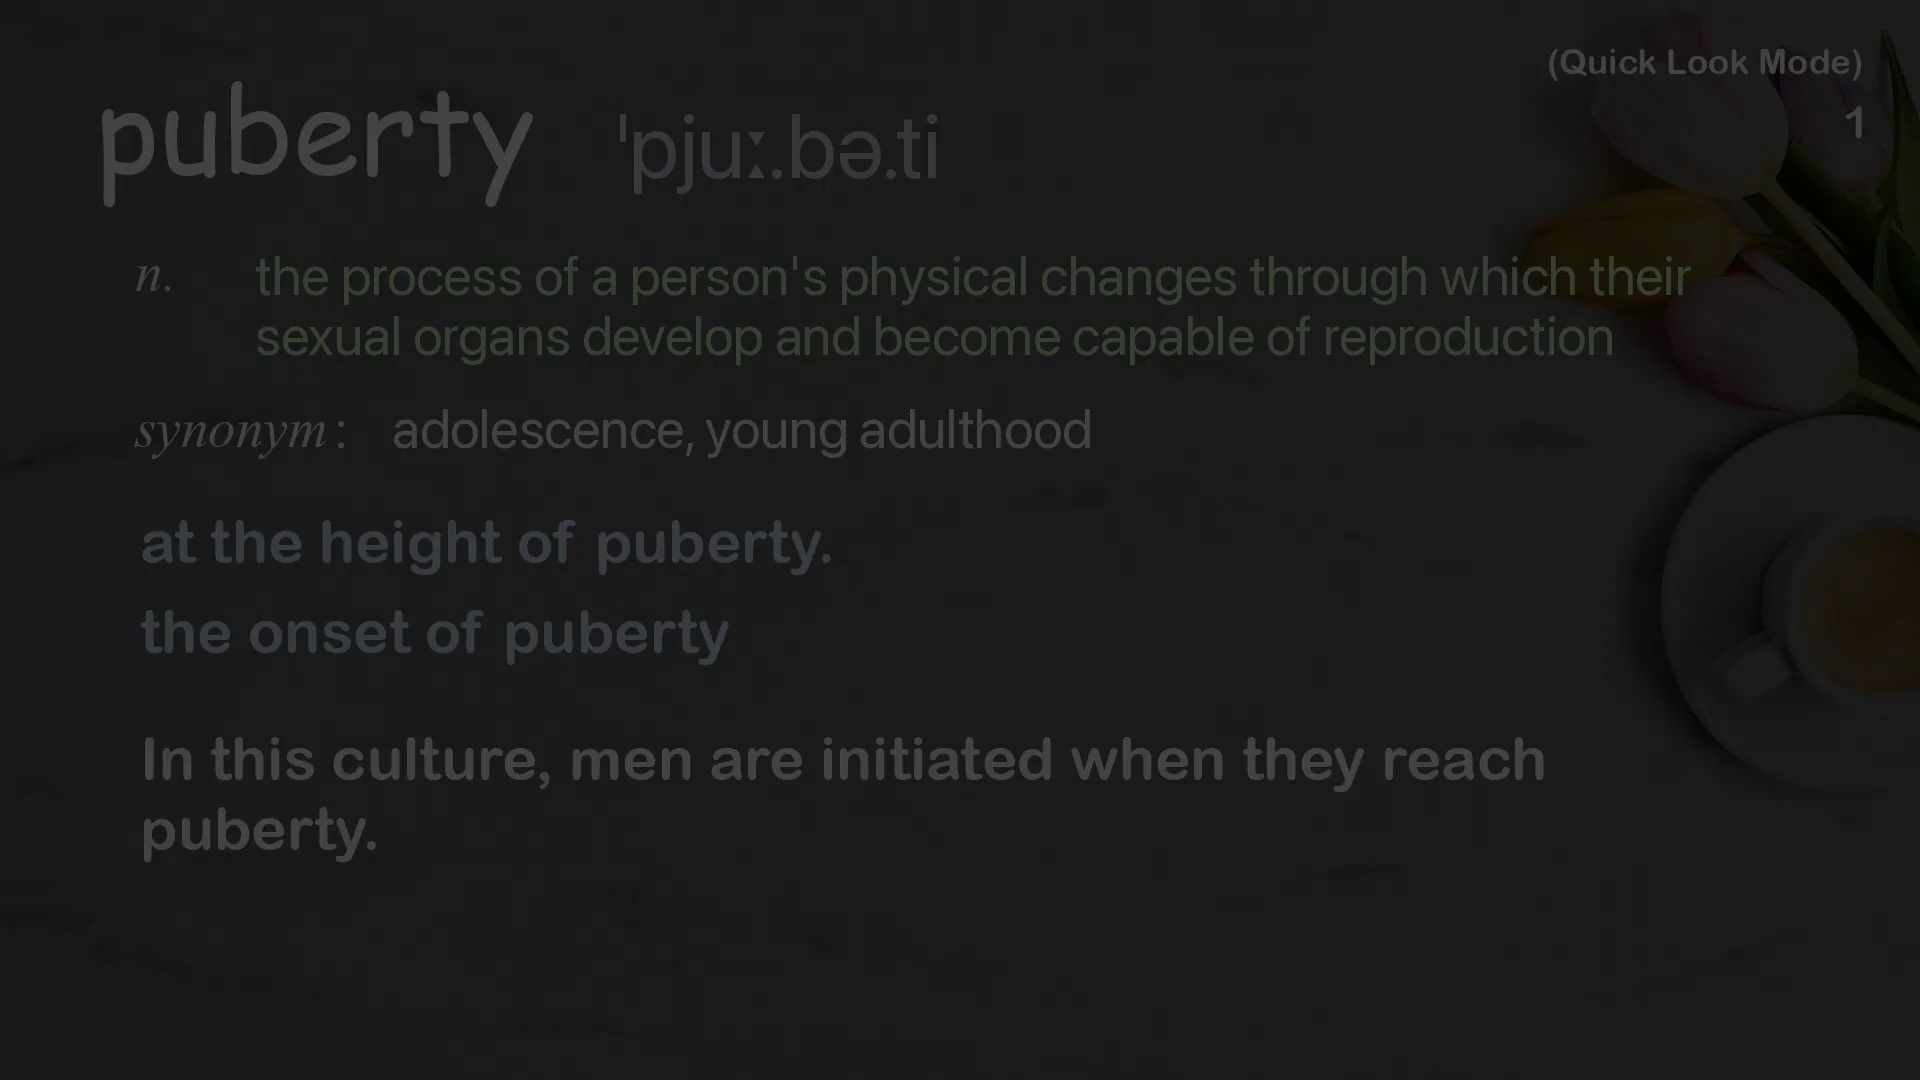 (Quick Look Mode)
1
puberty ˈpjuː.bə.ti
n. the process of a person's physical changes through which their
sexual organs develop and become capable of reproduction
synonym : adolescence, young adulthood
at the height of puberty.
the onset of puberty
In this culture, men are initiated when they reach
puberty.